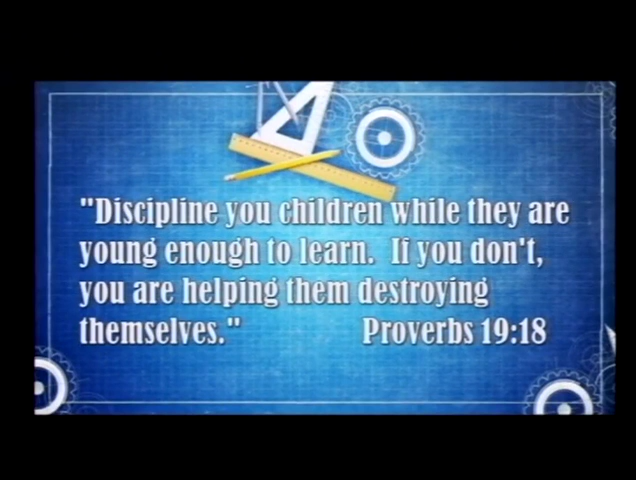 "Discipline you children while they are
young enough to learn. If you don't,
you are helping them destroying
themselves." Proverbs 19:18